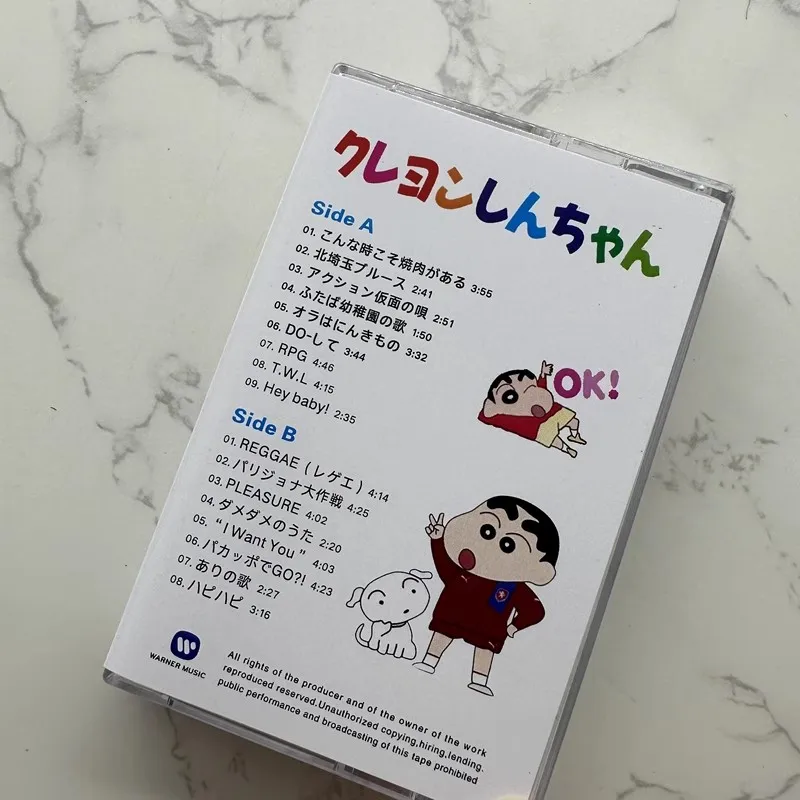 クレヨンしんちゃん
Side A
01. こんな時こそ焼肉がある 3:55
02. 北埼玉ブルース 2:41
03. アクション仮面の唄 2:51
04. ふたば幼稚園の歌 1:50
05. オラはにんきもの 3:32
06. DO-して 3:44
07. RPG 4:46
08. T.W.L 4:15
09. Hey baby! 2:35
OK!
Side B
01. REGGAE（レゲエ）4:14
02. パリジョナ大作戦 4:25
03. PLEASURE 4:02
04. ダメダメのうた 2:20
05. “I Want You” 4:03
06. パカッポでGO?! 4:23
07. ありの歌 2:27
08. ハピハピ 3:16
WARNER MUSIC
All rights of the producer and of the owner of the work
reproduced reserved.Unauthorized copying,hiring,lending.
public performance and broadcasting of this tape prohibited